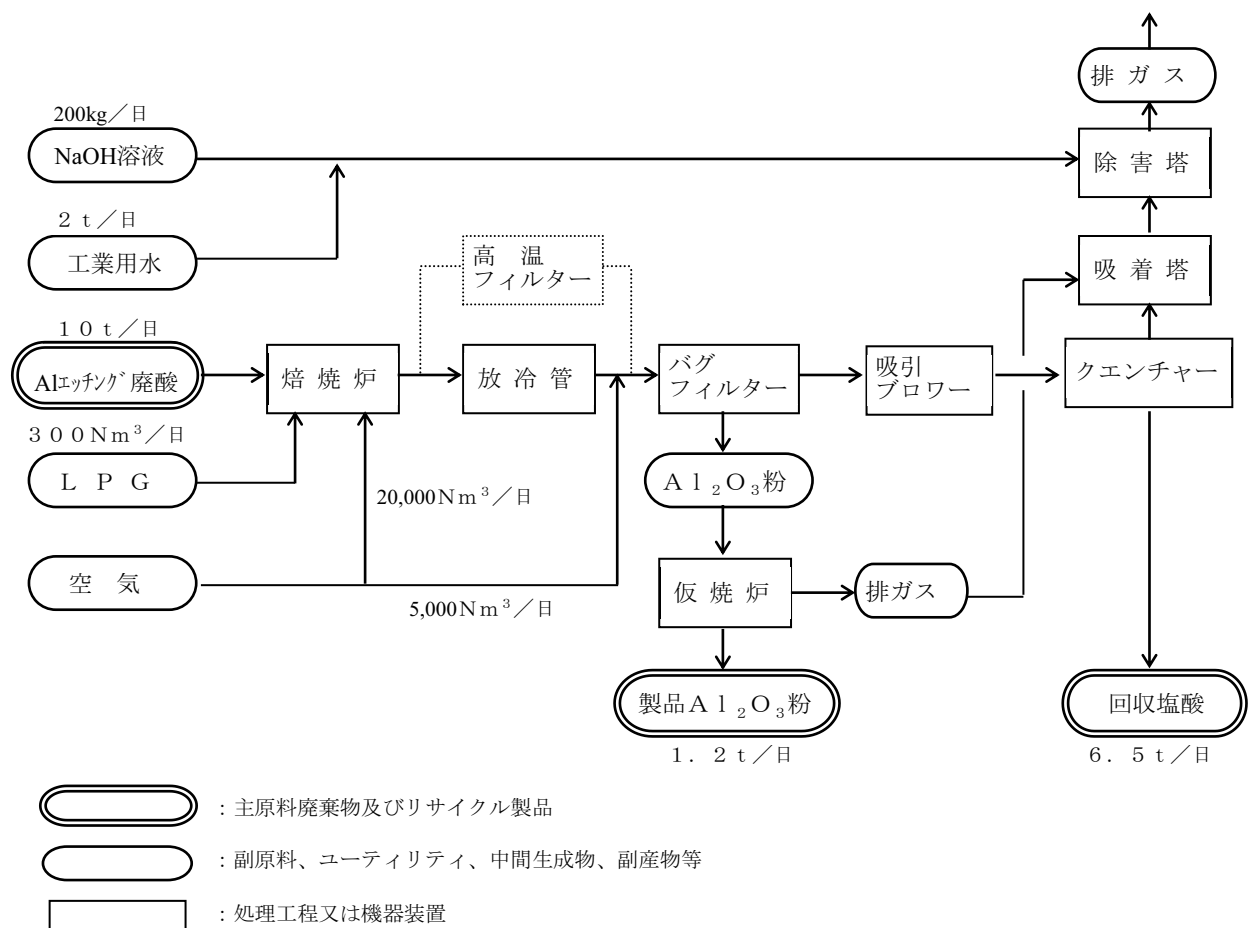 排 ガ ス
200kg／日
NaOH溶液
除 害 塔
２ｔ／日
工業用水
高　温
フィルター
吸 着 塔
１０ｔ／日
Alｴｯﾁﾝｸﾞ廃酸
焙 焼 炉
放 冷 管
バグ
フィルター
吸引
ブロワー
クエンチャー
３００Ｎｍ³／日
Ｌ Ｐ Ｇ
20,000Ｎｍ³／日
Ａｌ₂Ｏ₃粉
空　気
5,000Ｎｍ³／日
仮 焼 炉
排ガス
製品Ａｌ₂Ｏ₃粉
回収塩酸
１．２ｔ／日
６．５ｔ／日
：主原料廃棄物及びリサイクル製品
：副原料、ユーティリティ、中間生成物、副産物等
：処理工程又は機器装置